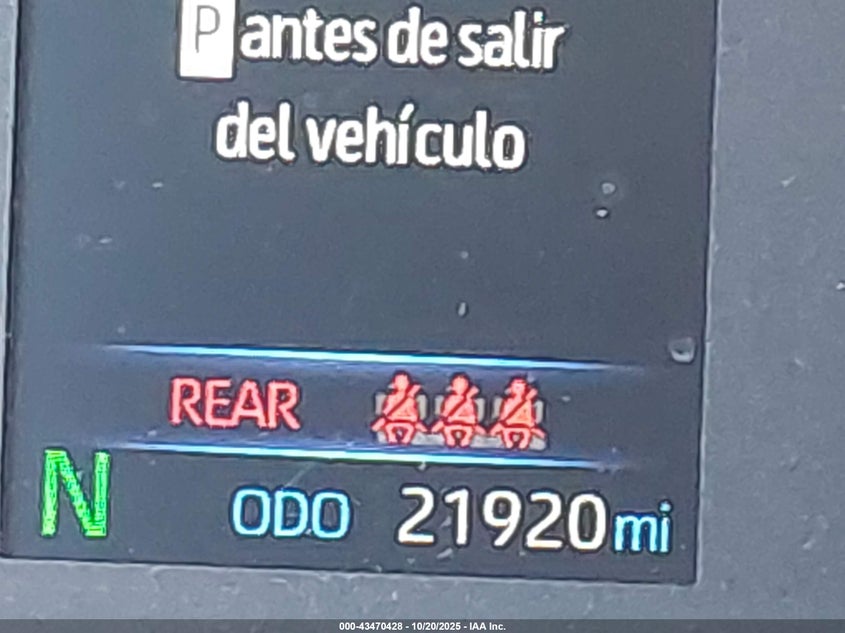 P antes de salir
del vehículo
REAR
N ODO 21920 mi
000-43470428 - 10/20/2025 - IAA Inc.